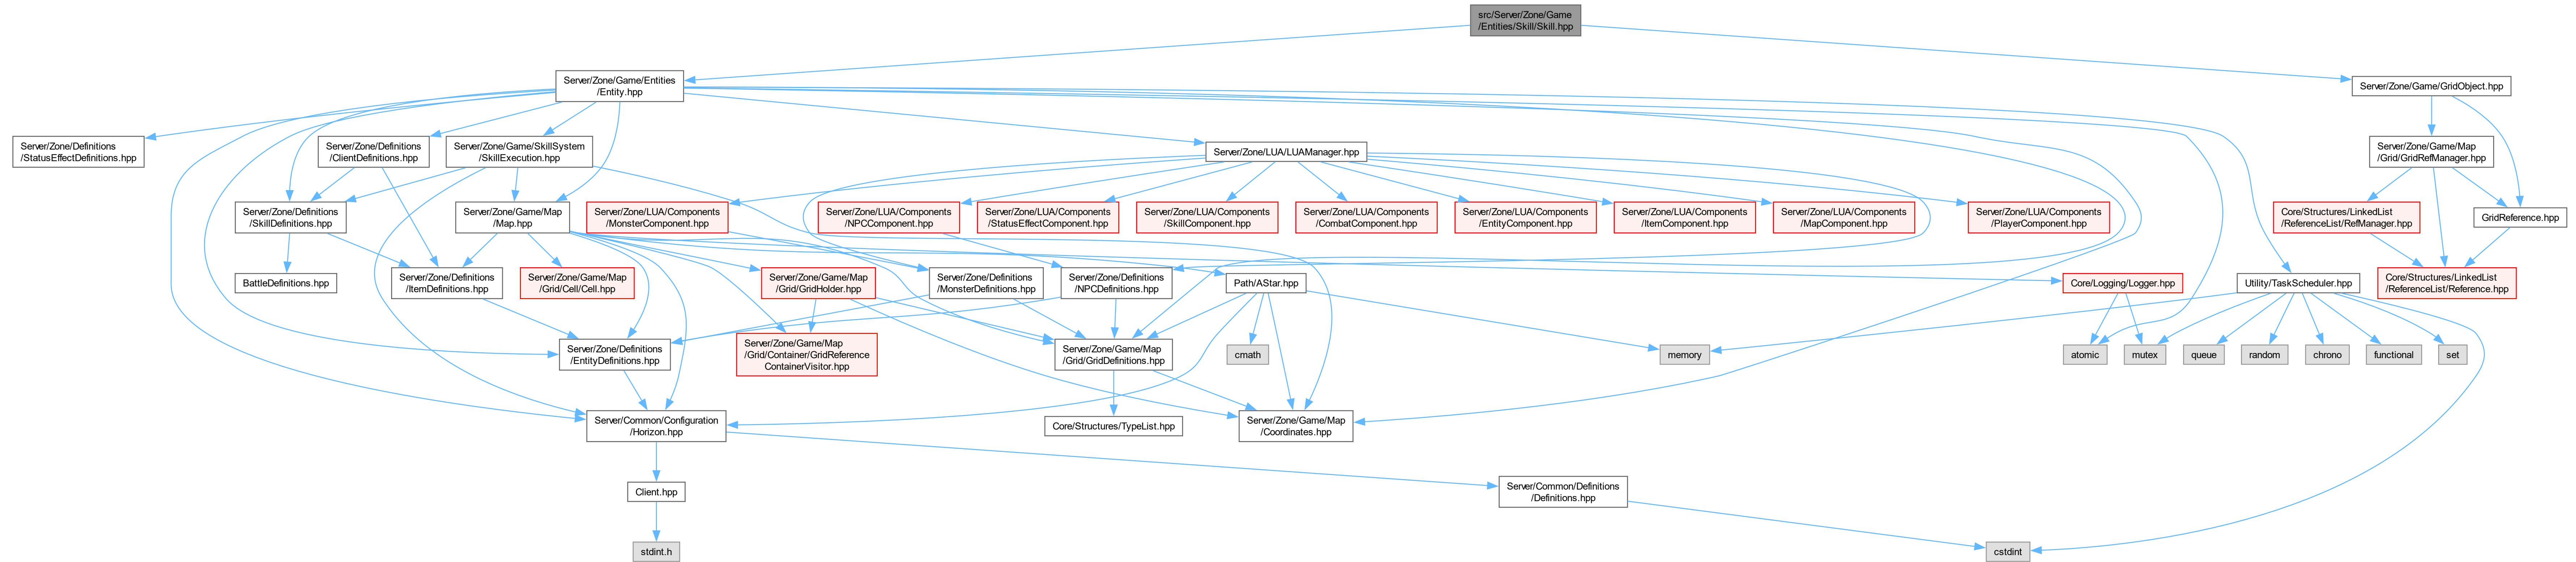 src/Server/Zone/Game
/Entities/Skill/Skill.hpp
Server/Zone/Game/Entities
/Entity.hpp
Server/Zone/Game/GridObject.hpp
Server/Zone/Definitions
/StatusEffectDefinitions.hpp
Server/Zone/Definitions
/ClientDefinitions.hpp
Server/Zone/Game/SkillSystem
/SkillExecution.hpp
Server/Zone/LUA/LUAManager.hpp
Server/Zone/Game/Map
/Grid/GridRefManager.hpp
Server/Zone/Definitions
/SkillDefinitions.hpp
Server/Zone/Game/Map
/Map.hpp
Server/Zone/LUA/Components
/MonsterComponent.hpp
Server/Zone/LUA/Components
/NPCComponent.hpp
Server/Zone/LUA/Components
/StatusEffectComponent.hpp
Server/Zone/LUA/Components
/SkillComponent.hpp
Server/Zone/LUA/Components
/CombatComponent.hpp
Server/Zone/LUA/Components
/EntityComponent.hpp
Server/Zone/LUA/Components
/ItemComponent.hpp
Server/Zone/LUA/Components
/MapComponent.hpp
Server/Zone/LUA/Components
/PlayerComponent.hpp
Core/Structures/LinkedList
/ReferenceList/RefManager.hpp
GridReference.hpp
BattleDefinitions.hpp
Server/Zone/Definitions
/ItemDefinitions.hpp
Server/Zone/Game/Map
/Grid/Cell/Cell.hpp
Server/Zone/Game/Map
/Grid/GridHolder.hpp
Server/Zone/Definitions
/MonsterDefinitions.hpp
Server/Zone/Definitions
/NPCDefinitions.hpp
Path/AStar.hpp
Core/Logging/Logger.hpp
Utility/TaskScheduler.hpp
Core/Structures/LinkedList
/ReferenceList/Reference.hpp
Server/Zone/Definitions
/EntityDefinitions.hpp
Server/Zone/Game/Map
/Grid/Container/GridReference
ContainerVisitor.hpp
Server/Zone/Game/Map
/Grid/GridDefinitions.hpp
cmath
memory
atomic
mutex
queue
random
chrono
functional
set
Server/Common/Configuration
/Horizon.hpp
Core/Structures/TypeList.hpp
Server/Zone/Game/Map
/Coordinates.hpp
Client.hpp
Server/Common/Definitions
/Definitions.hpp
stdint.h
cstdint